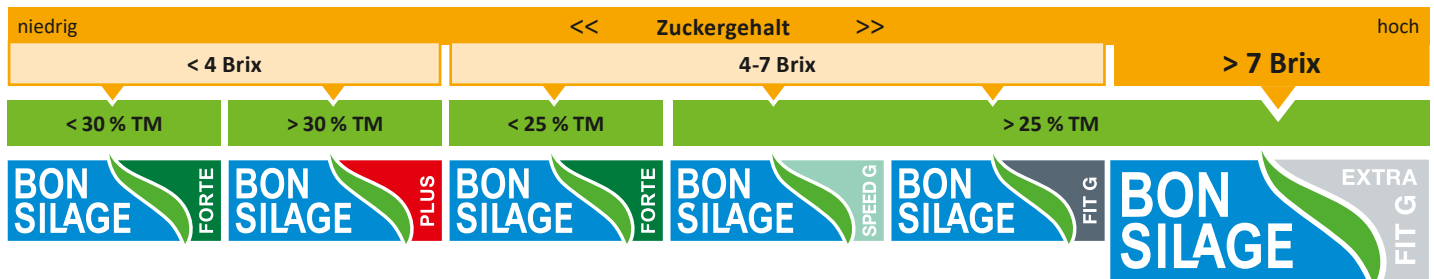 niedrig << Zuckergehalt >> hoch
< 4 Brix 4-7 Brix > 7 Brix
< 30 % TM > 30 % TM < 25 % TM > 25 % TM
BON SILAGE FORTE
BON SILAGE PLUS
BON SILAGE FORTE
BON SILAGE SPEED G
BON SILAGE FIT G
BON SILAGE EXTRA FIT G